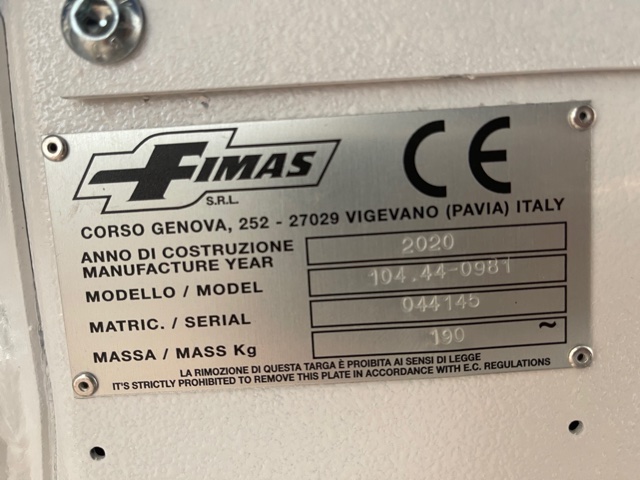 FIMAS
S.R.L.
CE
CORSO GENOVA, 252 - 27029 VIGEVANO (PAVIA) ITALY
ANNO DI COSTRUZIONE
MANUFACTURE YEAR
2020
MODELLO / MODEL
104.44-0981
MATRIC. / SERIAL
044145
MASSA / MASS Kg
190 ~
LA RIMOZIONE DI QUESTA TARGA È PROIBITA AI SENSI DI LEGGE
IT'S STRICTLY PROHIBITED TO REMOVE THIS PLATE IN ACCORDANCE WITH E.C. REGULATIONS